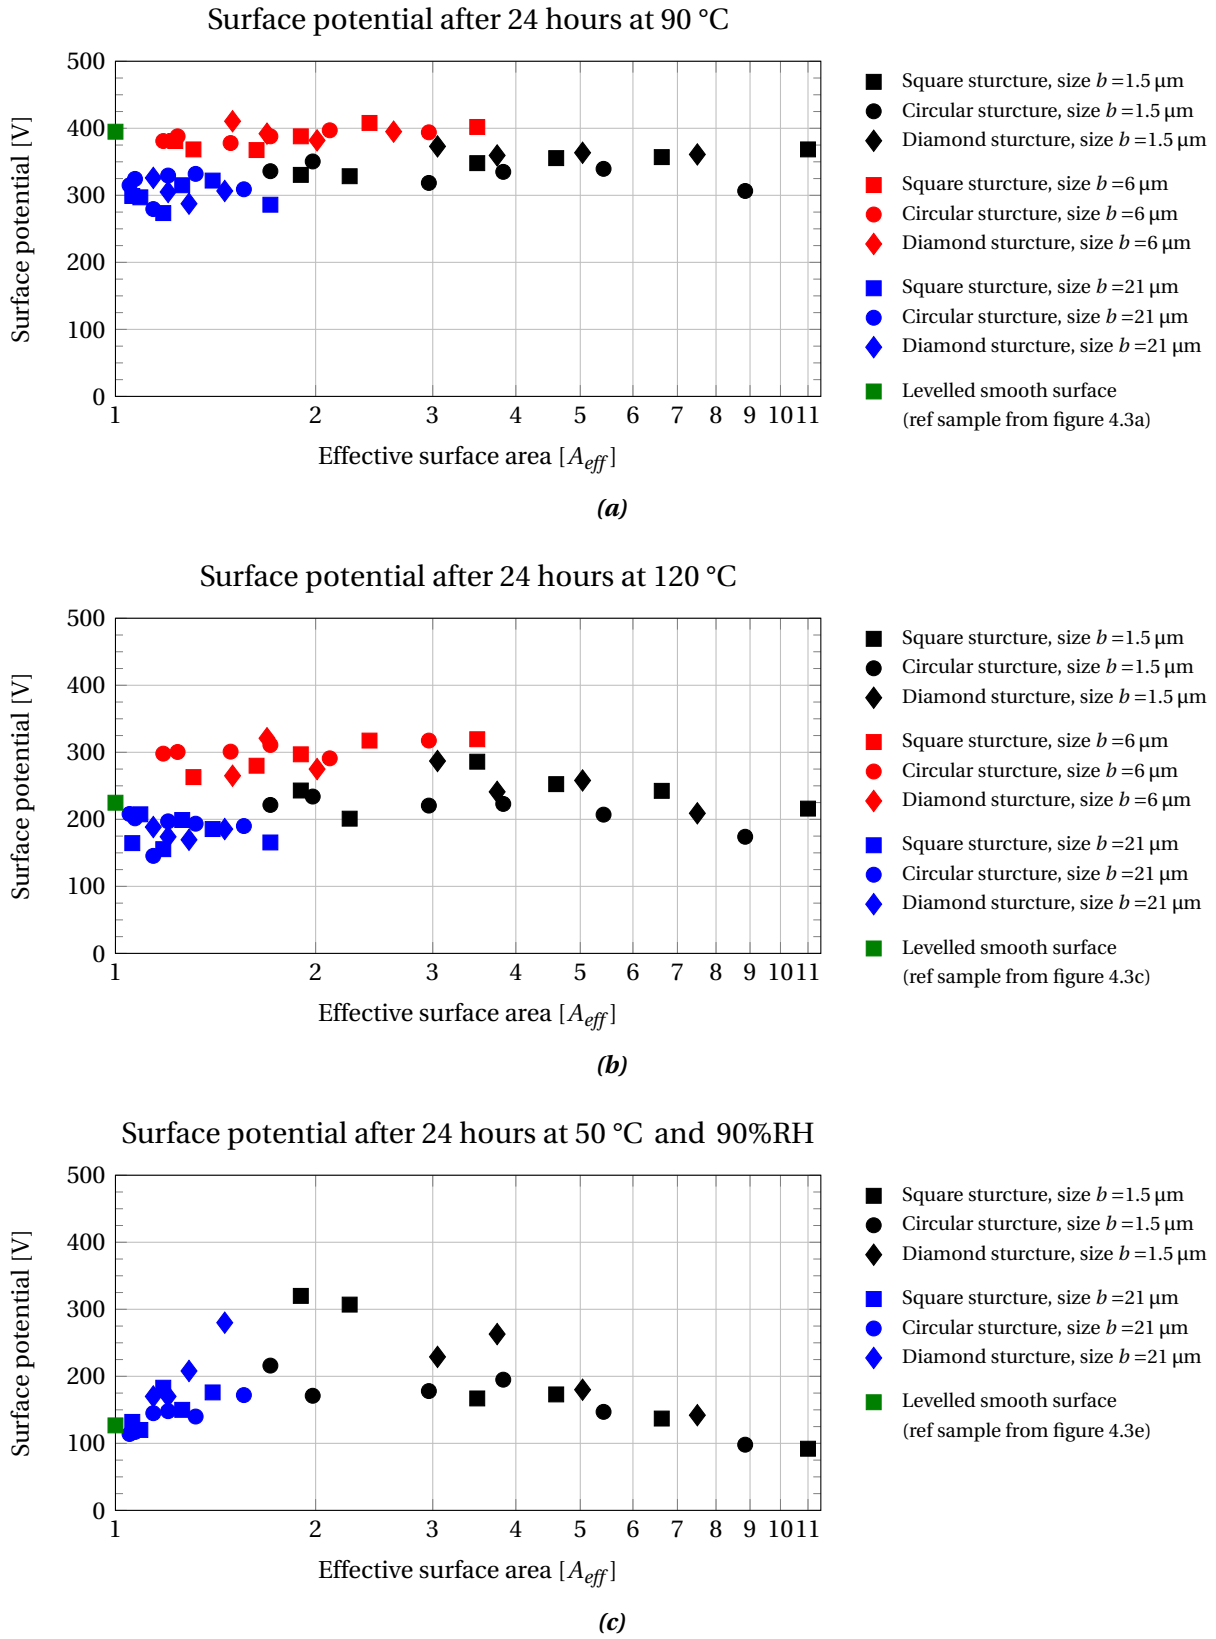 Surface potential after 24 hours at 90 °C
Surface potential [V]
500
400
300
200
100
0
1 2 3 4 5 6 7 8 9 10 11
Effective surface area [A_eff]
Square sturcture, size b=1.5 µm
Circular sturcture, size b=1.5 µm
Diamond sturcture, size b=1.5 µm
Square sturcture, size b=6 µm
Circular sturcture, size b=6 µm
Diamond sturcture, size b=6 µm
Square sturcture, size b=21 µm
Circular sturcture, size b=21 µm
Diamond sturcture, size b=21 µm
Levelled smooth surface
(ref sample from figure 4.3a)
(a)
Surface potential after 24 hours at 120 °C
Surface potential [V]
500
400
300
200
100
0
1 2 3 4 5 6 7 8 9 10 11
Effective surface area [A_eff]
Square sturcture, size b=1.5 µm
Circular sturcture, size b=1.5 µm
Diamond sturcture, size b=1.5 µm
Square sturcture, size b=6 µm
Circular sturcture, size b=6 µm
Diamond sturcture, size b=6 µm
Square sturcture, size b=21 µm
Circular sturcture, size b=21 µm
Diamond sturcture, size b=21 µm
Levelled smooth surface
(ref sample from figure 4.3c)
(b)
Surface potential after 24 hours at 50 °C and 90%RH
Surface potential [V]
500
400
300
200
100
0
1 2 3 4 5 6 7 8 9 10 11
Effective surface area [A_eff]
Square sturcture, size b=1.5 µm
Circular sturcture, size b=1.5 µm
Diamond sturcture, size b=1.5 µm
Square sturcture, size b=21 µm
Circular sturcture, size b=21 µm
Diamond sturcture, size b=21 µm
Levelled smooth surface
(ref sample from figure 4.3e)
(c)